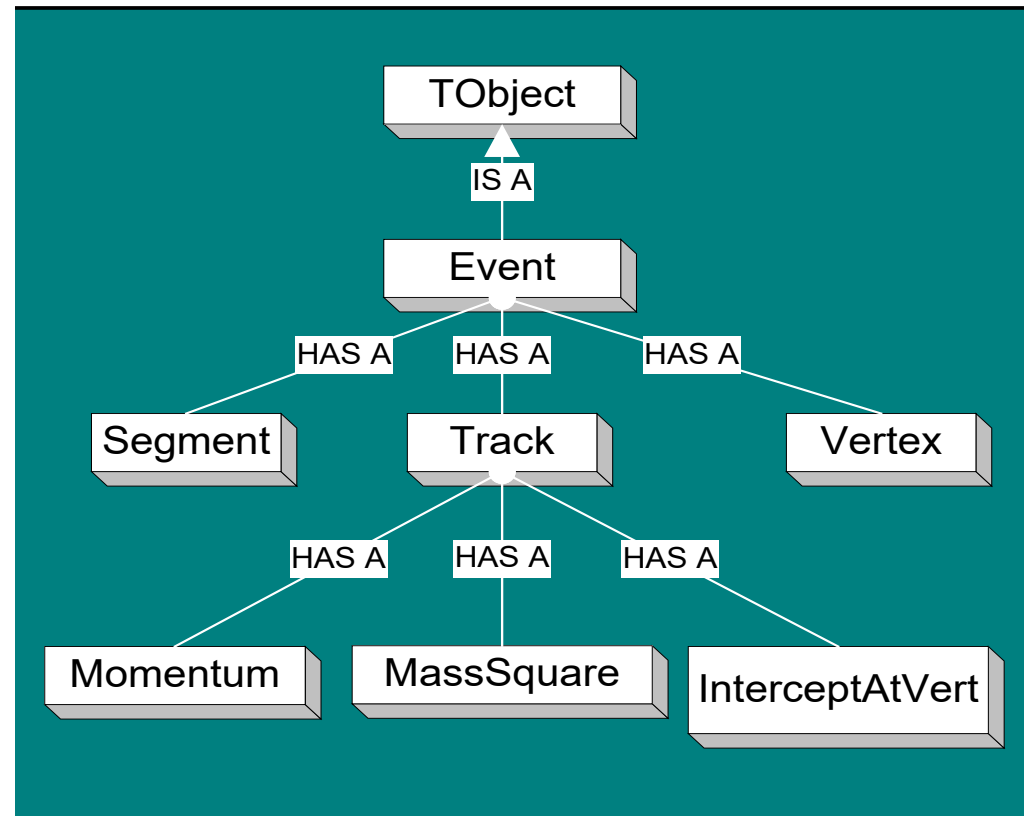 TObject
IS A
Event
HAS A HAS A HAS A
Segment Track Vertex
HAS A HAS A HAS A
Momentum MassSquare InterceptAtVert